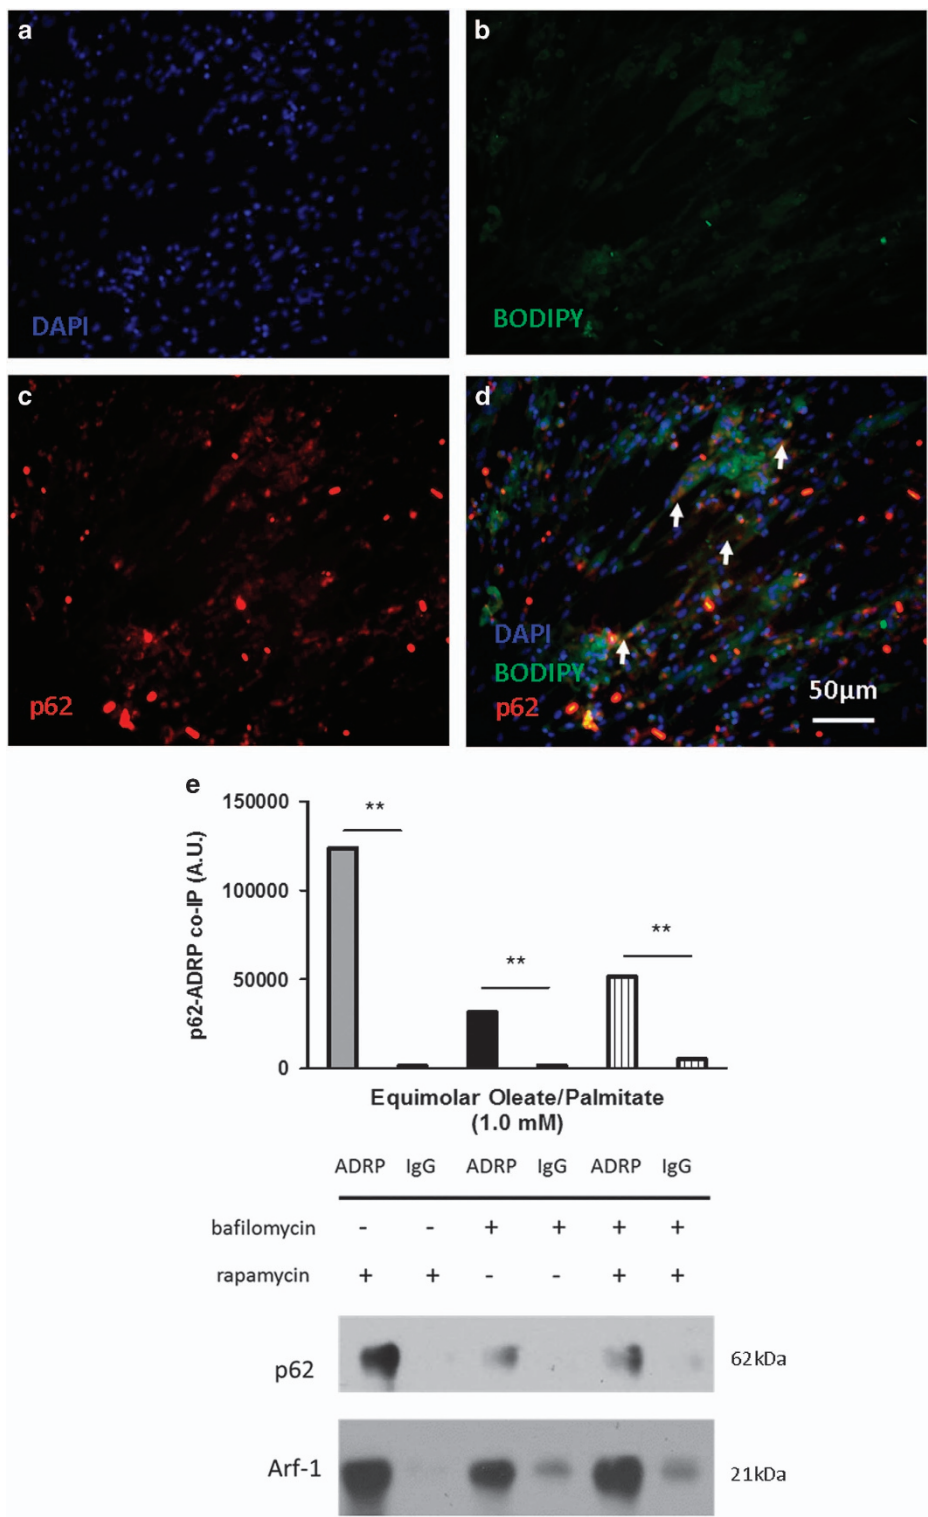 a
DAPI
b
BODIPY
c
p62
d
DAPI
BODIPY
p62
50µm
e
p62-ADRP co-IP (A.U.)
150000
100000
50000
0
**
**
**
Equimolar Oleate/Palmitate
(1.0 mM)
ADRP IgG ADRP IgG ADRP IgG
bafilomycin - - + + + +
rapamycin + + - - + +
p62 62kDa
Arf-1 21kDa